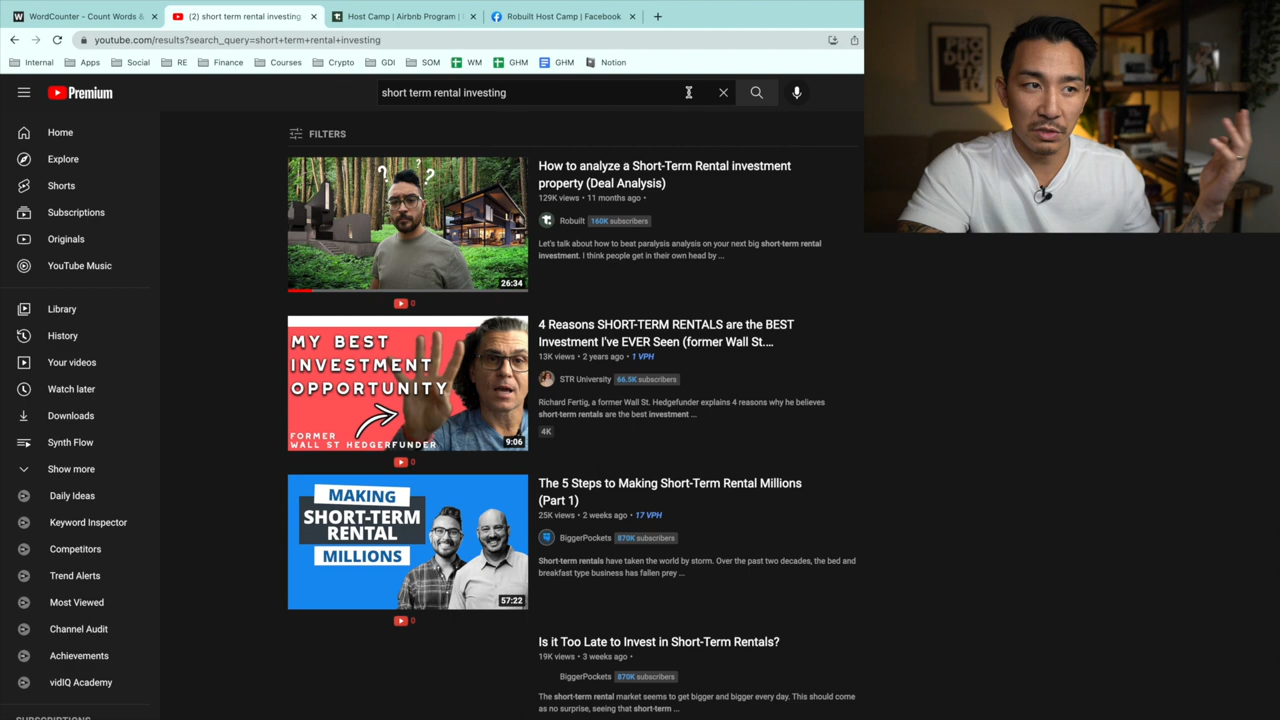 WordCounter - Count Words &
(2) short term rental investing
Host Camp | Airbnb Program |
Robuilt Host Camp | Facebook
youtube.com/results?search_query=short+term+rental+investing
Internal
Apps
Social
RE
Finance
Courses
Crypto
GDI
SOM
WM
GHM
GHM
Notion
Premium
short term rental investing
Home
Explore
Shorts
Subscriptions
Originals
YouTube Music
Library
History
Your videos
Watch later
Downloads
Synth Flow
Show more
Daily Ideas
Keyword Inspector
Competitors
Trend Alerts
Most Viewed
Channel Audit
Achievements
vidIQ Academy
SUBSCRIPTIONS
FILTERS
? ? ?
26:34
0
How to analyze a Short-Term Rental investment
property (Deal Analysis)
129K views • 11 months ago •
Robuilt 160K subscribers
Let's talk about how to beat paralysis analysis on your next big short-term rental
investment. I think people get in their own head by ...
MY BEST
INVESTMENT
OPPORTUNITY
FORMER
WALL ST HEDGERFUNDER
9:06
0
4 Reasons SHORT-TERM RENTALS are the BEST
Investment I've EVER Seen (former Wall St....
13K views • 2 years ago • 1 VPH
STR University 66.5K subscribers
Richard Fertig, a former Wall St. Hedgefunder explains 4 reasons why he believes
short-term rentals are the best investment ...
4K
MAKING
SHORT-TERM
RENTAL
MILLIONS
57:22
0
The 5 Steps to Making Short-Term Rental Millions
(Part 1)
25K views • 2 weeks ago • 17 VPH
BiggerPockets 870K subscribers
Short-term rentals have taken the world by storm. Over the past two decades, the bed and
breakfast type business has fallen prey ...
Is it Too Late to Invest in Short-Term Rentals?
19K views • 3 weeks ago •
BiggerPockets 870K subscribers
The short-term rental market seems to get bigger and bigger every day. This should come
as no surprise, seeing that short-term ...